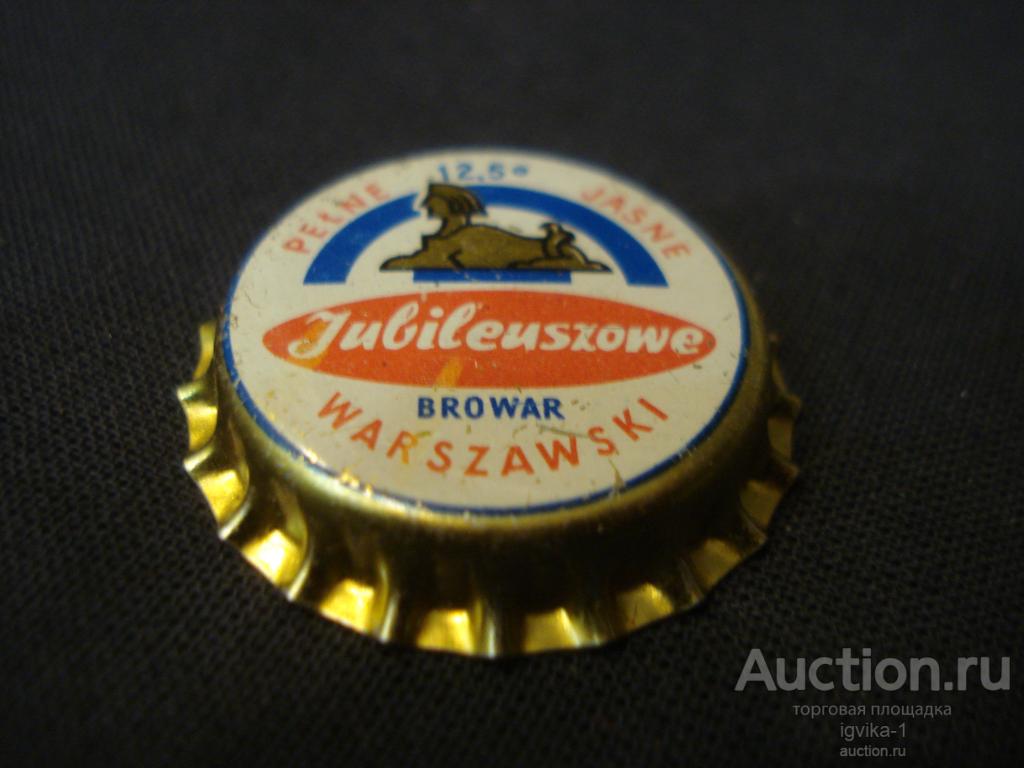 12,5°
PEŁNE JASNE
Jubileuszowe
BROWAR
WARSZAWSKI
Auction.ru
торговая площадка
igvika-1
auction.ru